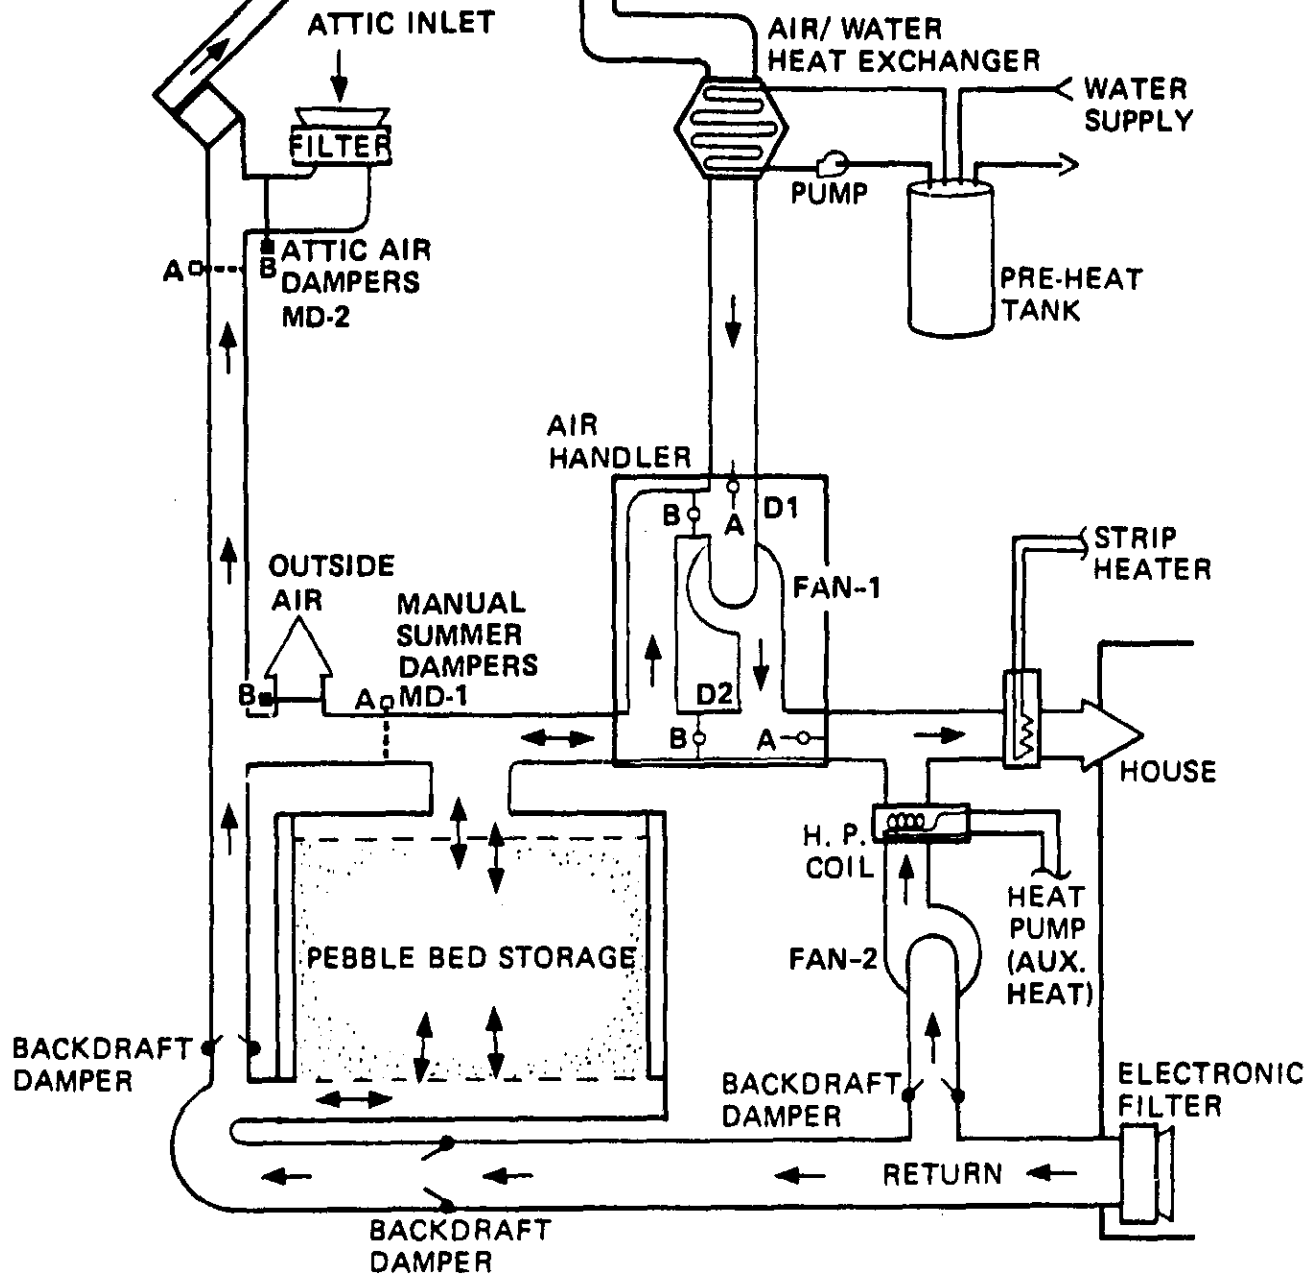 ATTIC INLET
FILTER
AIR/ WATER
HEAT EXCHANGER
WATER
SUPPLY
PUMP
PRE-HEAT
TANK
A
B
ATTIC AIR
DAMPERS
MD-2
AIR
HANDLER
B
A
D1
FAN-1
STRIP
HEATER
OUTSIDE
AIR
MANUAL
SUMMER
DAMPERS
MD-1
B
A
D2
B
A
HOUSE
H. P.
COIL
HEAT
PUMP
(AUX.
HEAT)
FAN-2
PEBBLE BED STORAGE
BACKDRAFT
DAMPER
BACKDRAFT
DAMPER
ELECTRONIC
FILTER
RETURN
BACKDRAFT
DAMPER